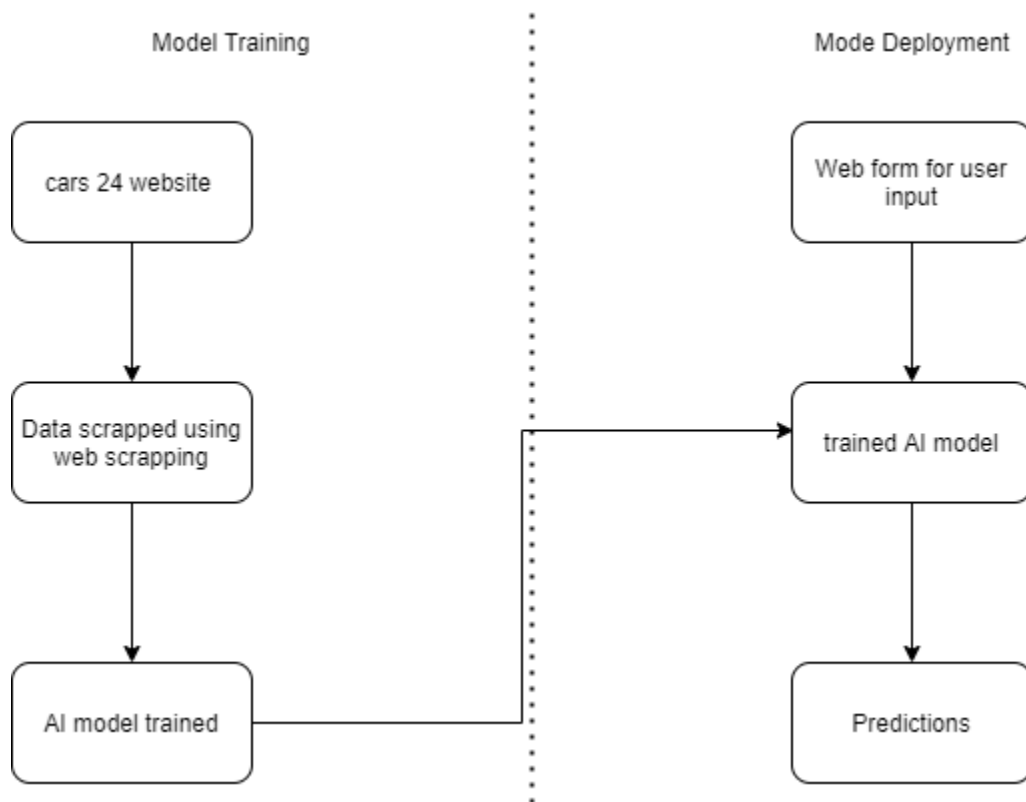 Model Training
Mode Deployment
cars 24 website
Web form for user
input
Data scrapped using
web scrapping
trained AI model
AI model trained
Predictions